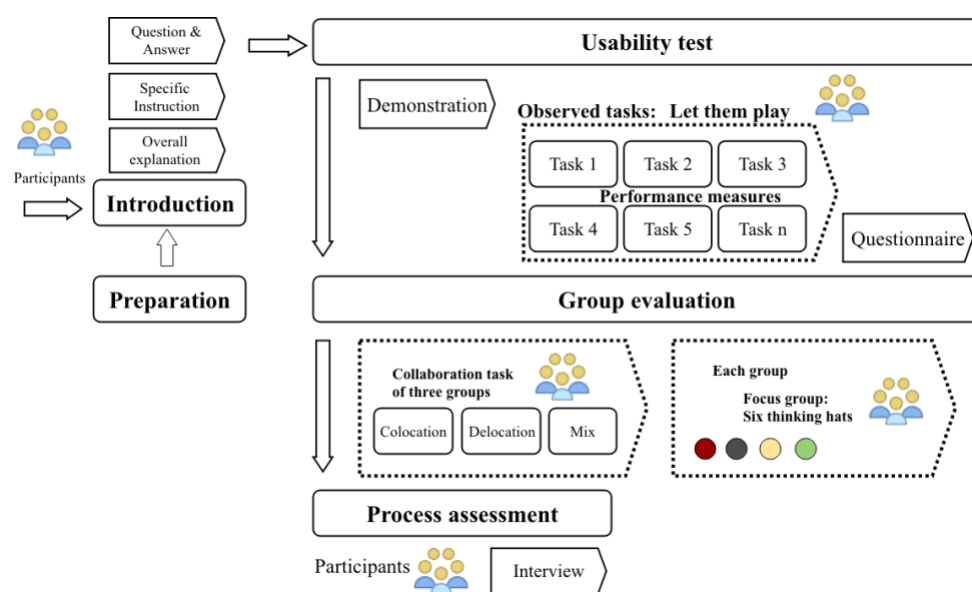 Question &
Answer
Specific
Instruction
Overall
explanation
Participants
Introduction
Preparation
Usability test
Demonstration
Observed tasks: Let them play
Task 1
Task 2
Task 3
Performance measures
Task 4
Task 5
Task n
Questionnaire
Group evaluation
Collaboration task
of three groups
Colocation
Delocation
Mix
Each group
Focus group:
Six thinking hats
Process assessment
Participants
Interview